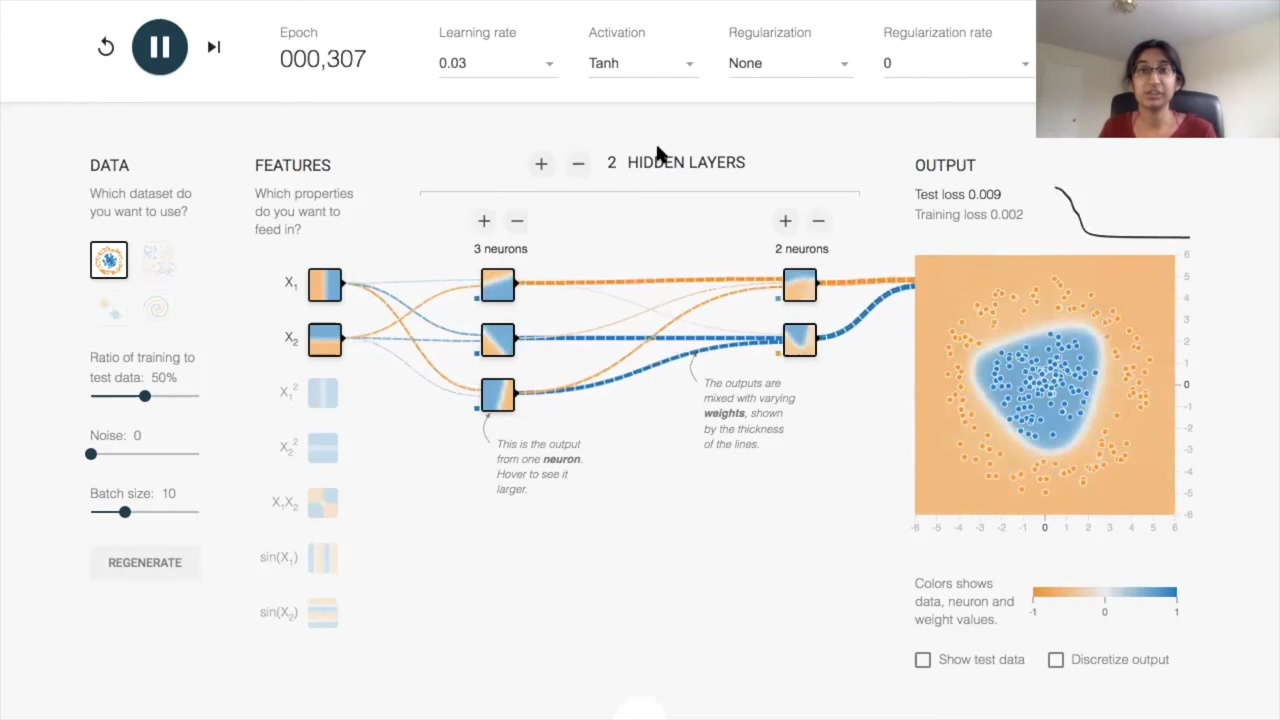 Epoch
000,307
Learning rate
0.03
Activation
Tanh
Regularization
None
Regularization rate
0
DATA
Which dataset do
you want to use?
Ratio of training to
test data: 50%
Noise: 0
Batch size: 10
REGENERATE
FEATURES
Which properties
do you want to
feed in?
X₁
X₂
X₁²
X₂²
X₁X₂
sin(X₁)
sin(X₂)
+ − 2 HIDDEN LAYERS
+ −
3 neurons
+ −
2 neurons
This is the output
from one neuron.
Hover to see it
larger.
The outputs are
mixed with varying
weights, shown
by the thickness
of the lines.
OUTPUT
Test loss 0.009
Training loss 0.002
6
5
4
3
2
1
0
-1
-2
-3
-4
-5
-6
-6 -5 -4 -3 -2 -1 0 1 2 3 4 5 6
Colors shows
data, neuron and
weight values.
-1 0 1
Show test data
Discretize output